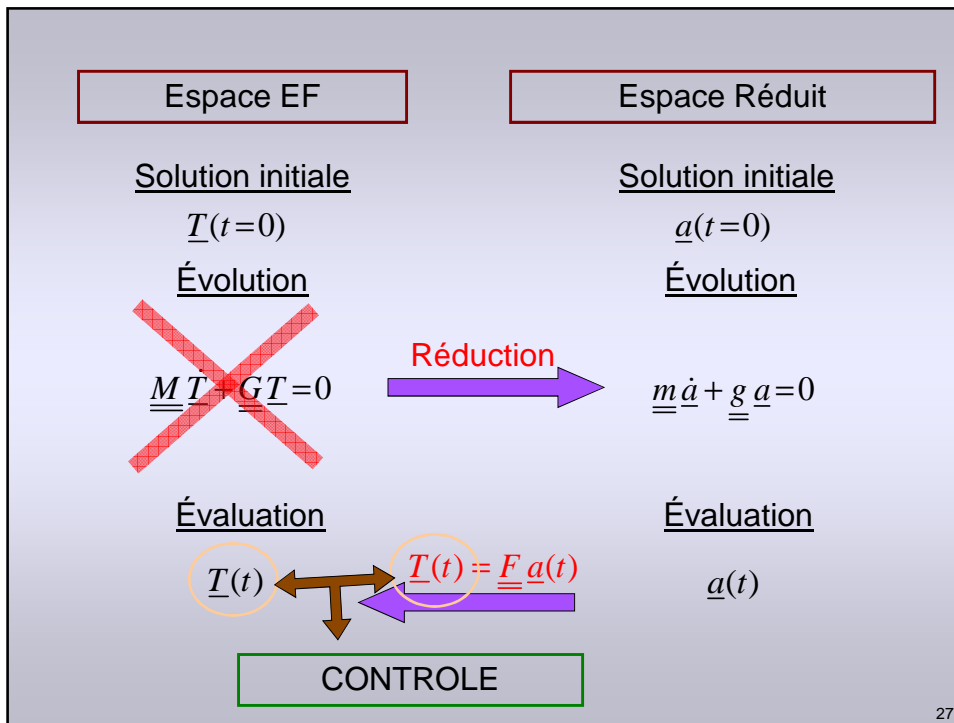 Espace EF
Espace Réduit
Solution initiale
T(t=0)
Évolution
M Ṫ + G T = 0
Réduction
Solution initiale
a(t=0)
Évolution
m ȧ + g a = 0
Évaluation
T(t)
T(t) = F a(t)
Évaluation
a(t)
CONTROLE
27